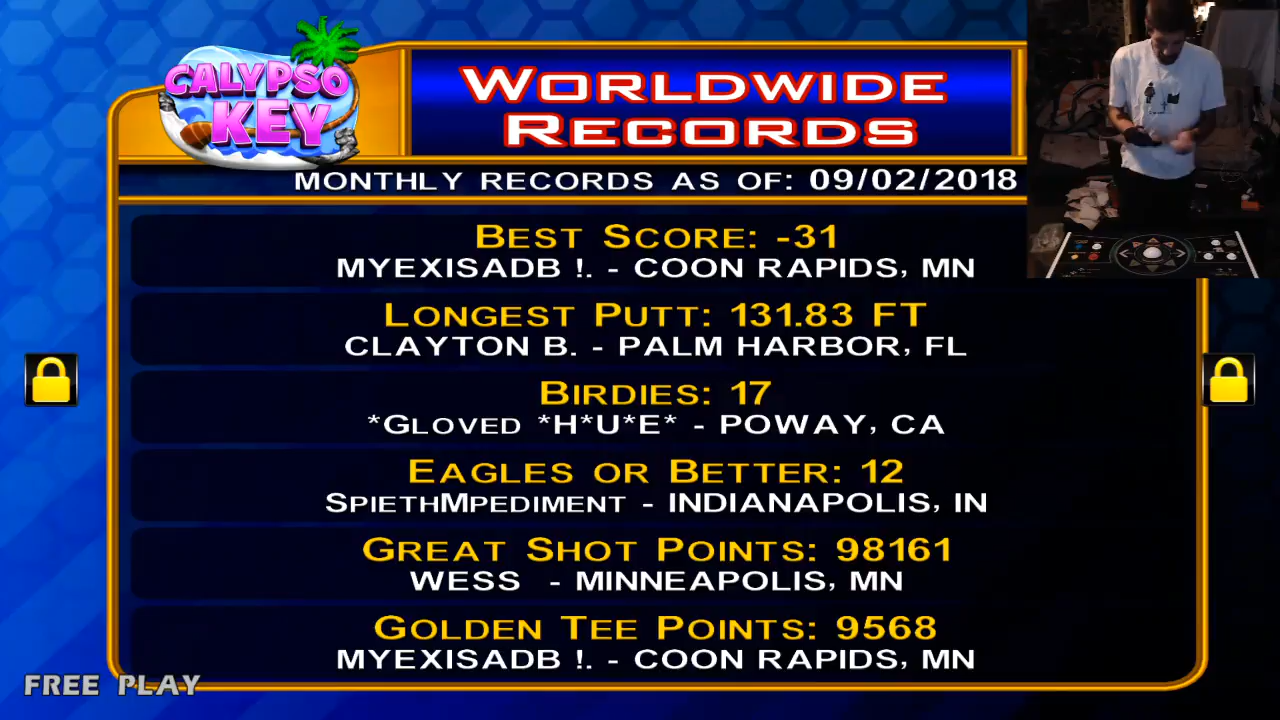 CALYPSO
KEY
WORLDWIDE
RECORDS
MONTHLY RECORDS AS OF: 09/02/2018
BEST SCORE: -31
MYEXISADB !. - COON RAPIDS, MN
LONGEST PUTT: 131.83 FT
CLAYTON B. - PALM HARBOR, FL
BIRDIES: 17
*GLOVED *H*U*E* - POWAY, CA
EAGLES OR BETTER: 12
SPIETHMPEDIMENT - INDIANAPOLIS, IN
GREAT SHOT POINTS: 98161
WESS - MINNEAPOLIS, MN
GOLDEN TEE POINTS: 9568
MYEXISADB !. - COON RAPIDS, MN
FREE PLAY